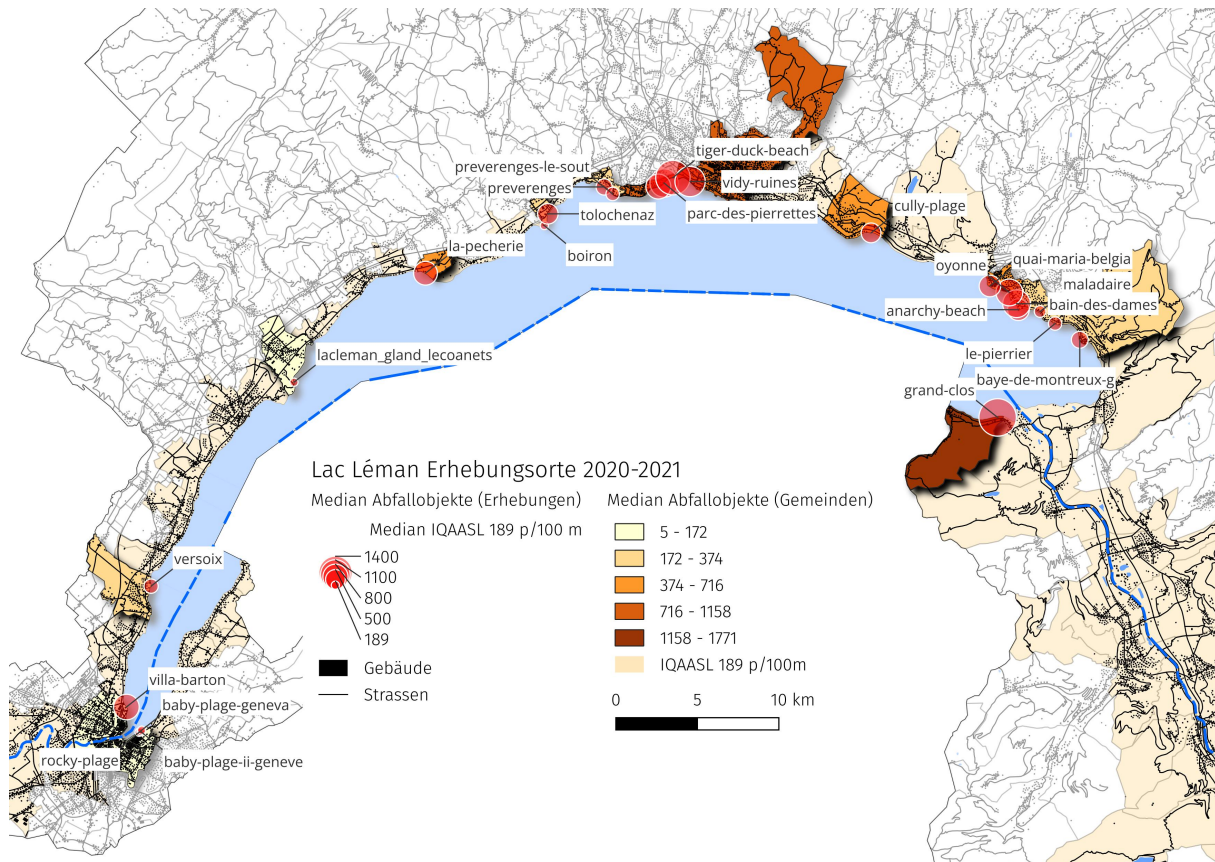 tiger-duck-beach
preverenges-le-sout
preverenges
vidy-ruines
cully-plage
tolochenaz
parc-des-pierrettes
la-pecherie
boiron
oyonne
quai-maria-belgia
maladaire
anarchy-beach
bain-des-dames
lacleman_gland_lecoanets
le-pierrier
baye-de-montreux-g
grand-clos
Lac Léman Erhebungsorte 2020-2021
Median Abfallobjekte (Erhebungen)
Median IQAASL 189 p/100 m
1400
1100
800
500
189
Gebäude
Strassen
Median Abfallobjekte (Gemeinden)
5 - 172
172 - 374
374 - 716
716 - 1158
1158 - 1771
IQAASL 189 p/100m
0 5 10 km
versoix
villa-barton
baby-plage-geneva
rocky-plage
baby-plage-ii-geneve